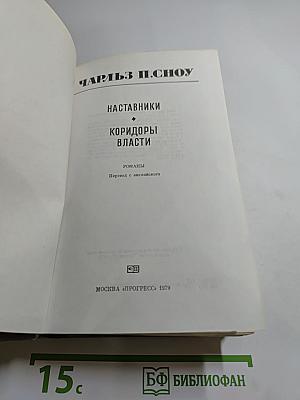 ЧАРЛЬЗ П.СНОУ
НАСТАВНИКИ
КОРИДОРЫ
ВЛАСТИ
РОМАНЫ
Перевод с английского
МОСКВА «ПРОГРЕСС» 1979
15с
БФ БИБЛИОФАН